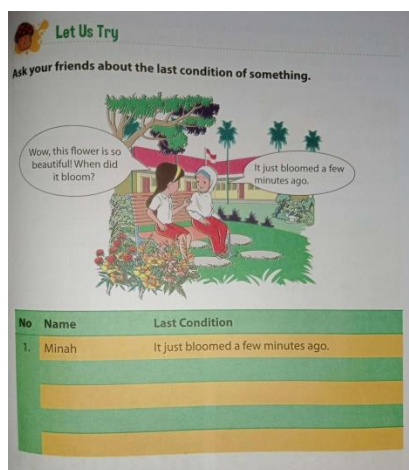 Let Us Try
Ask your friends about the last condition of something.
Wow, this flower is so
beautiful! When did
it bloom?
It just bloomed a few
minutes ago.
No Name Last Condition
1. Minah It just bloomed a few minutes ago.